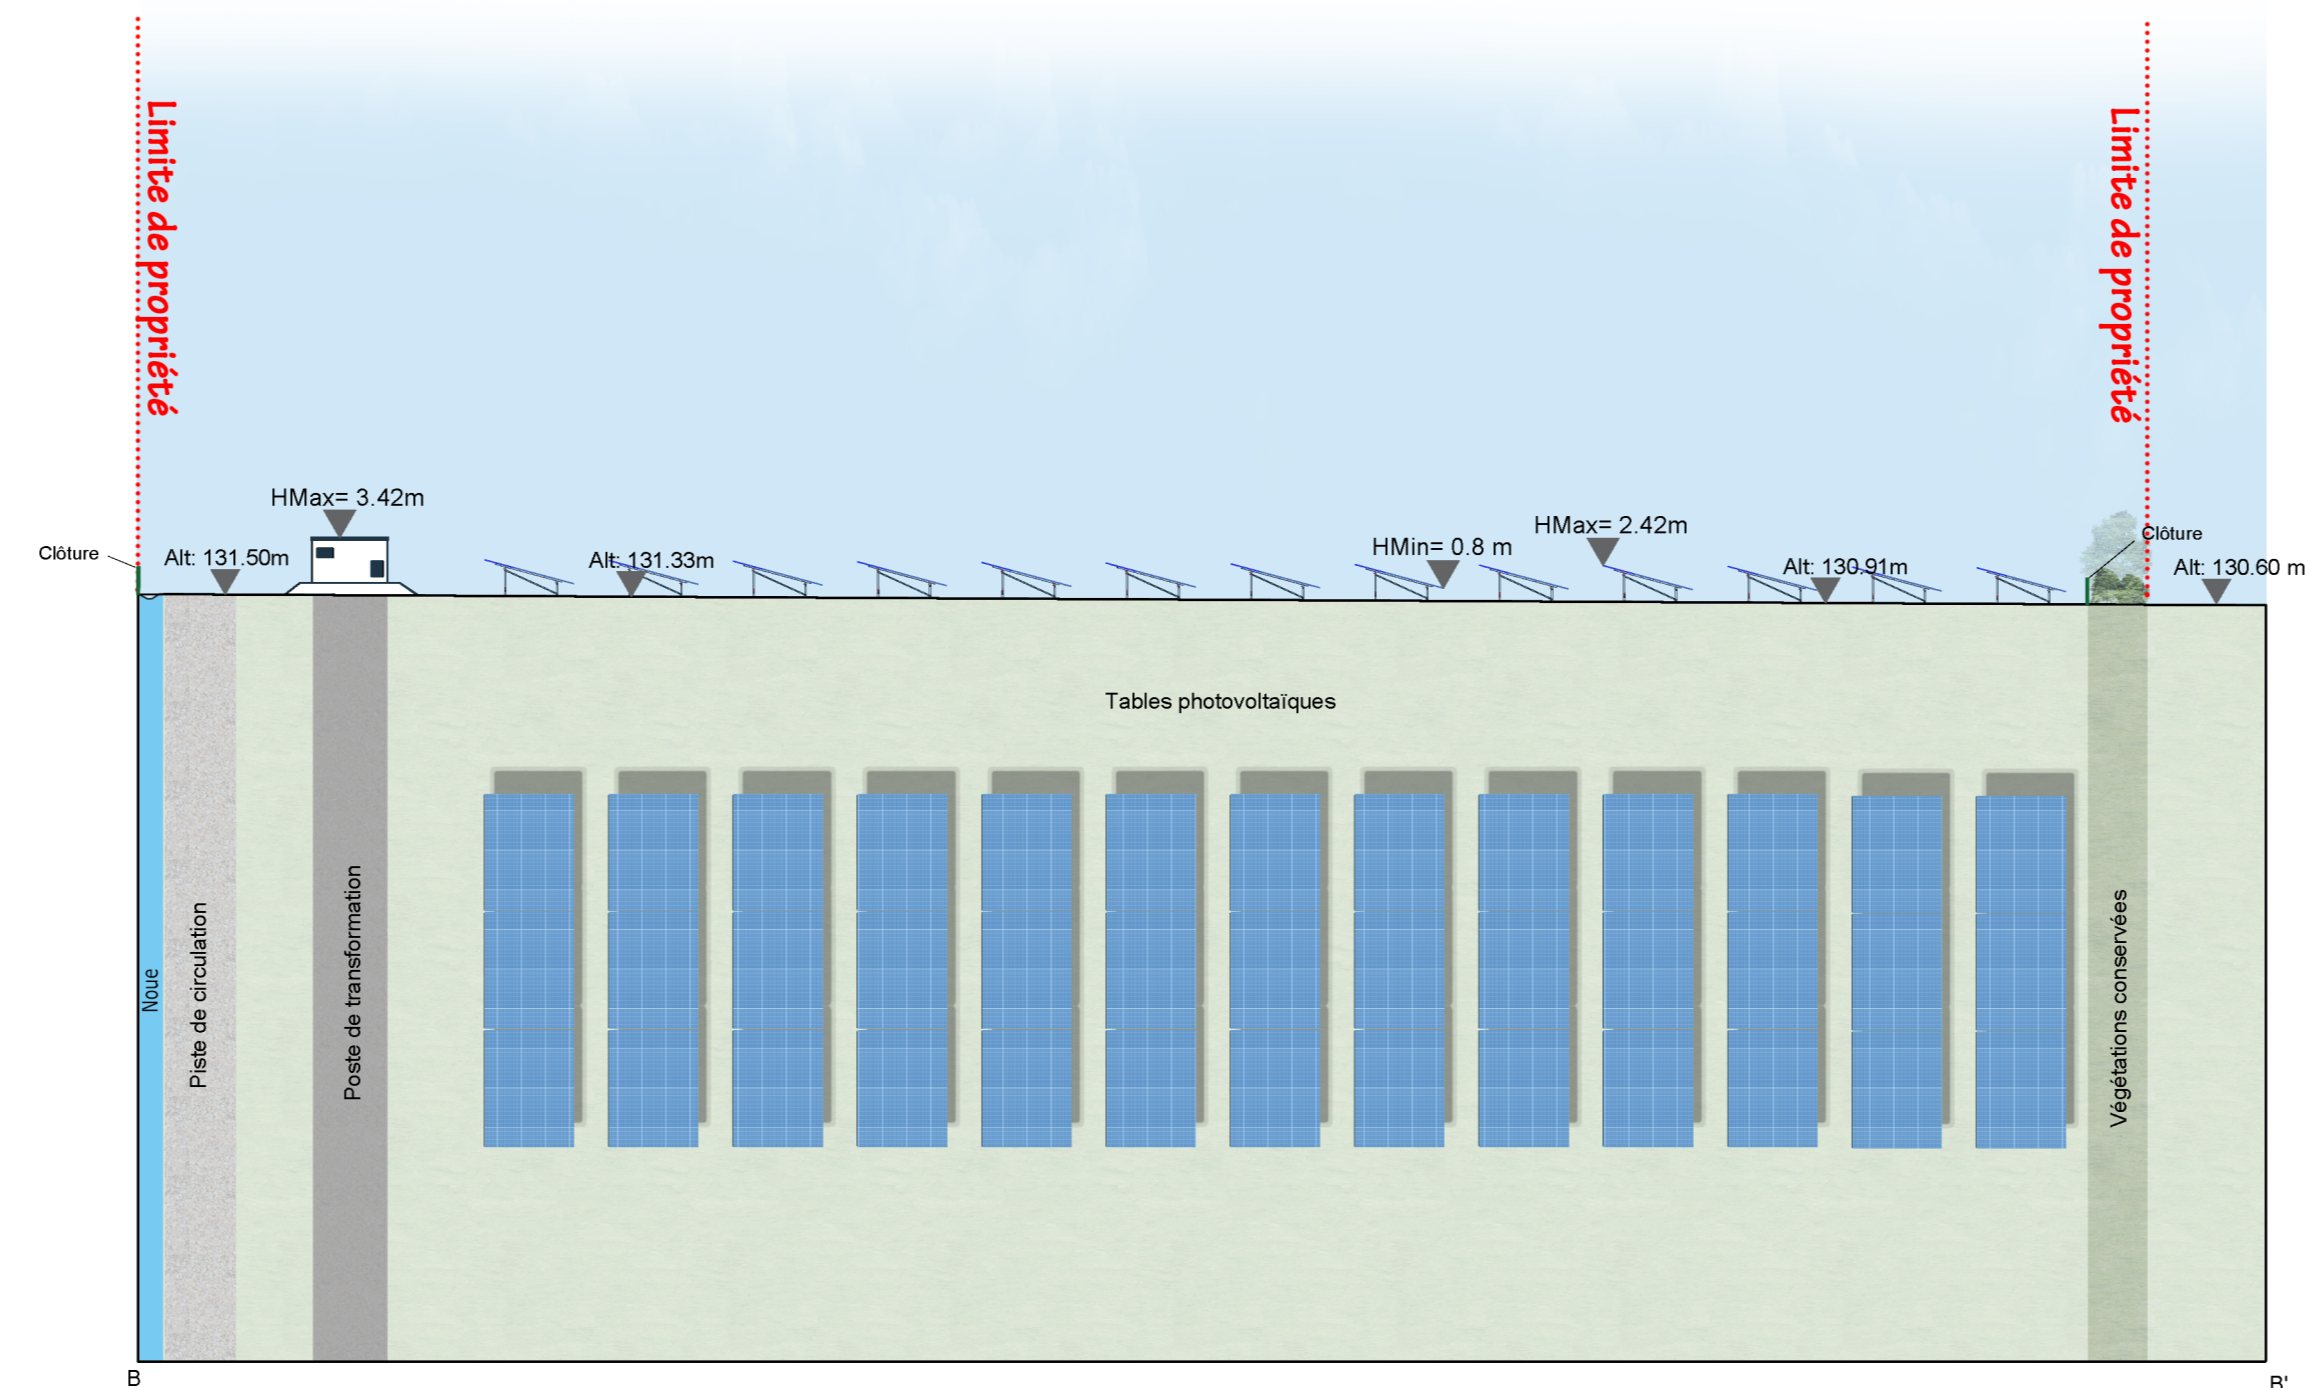 Limite de propriété
Limite de propriété
HMax= 3.42m
HMax= 2.42m
Clôture
HMin= 0.8 m
Clôture
Alt: 131.50m
Alt: 131.33m
Alt: 130.91m
Alt: 130.60 m
Tables photovoltaïques
Noue
Piste de circulation
Poste de transformation
Végétations conservées
B
B'